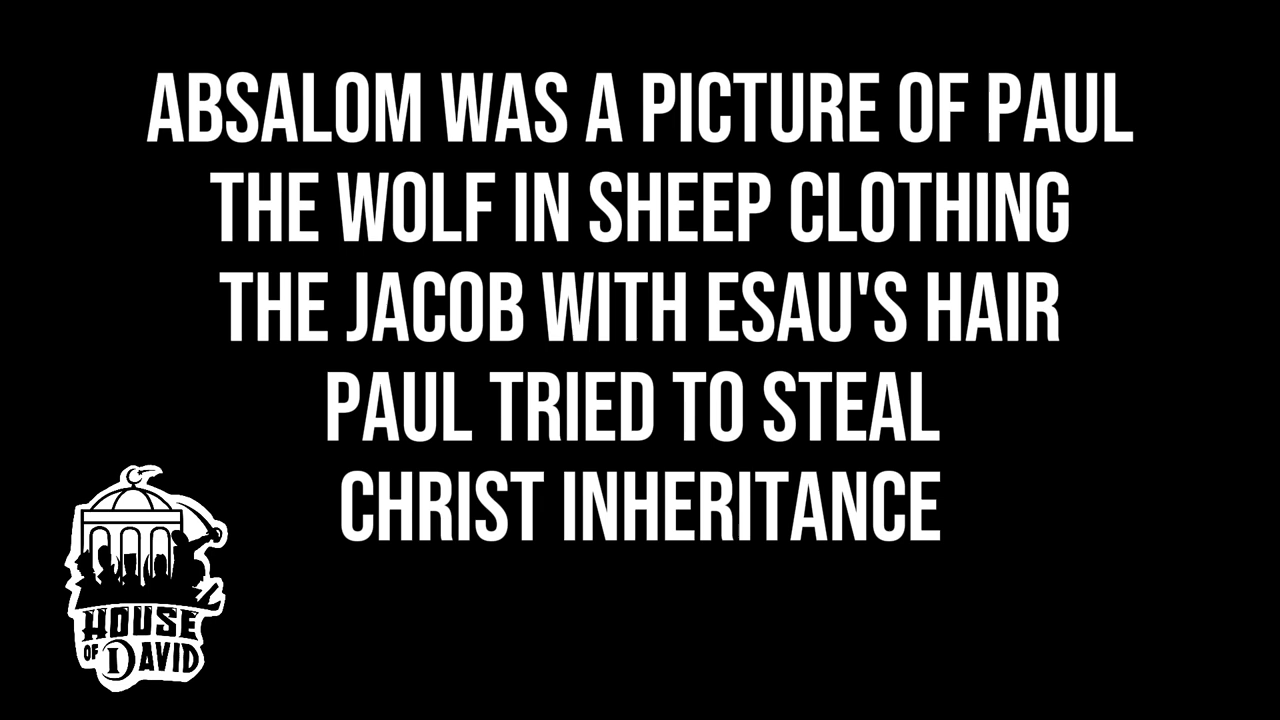 ABSALOM WAS A PICTURE OF PAUL
THE WOLF IN SHEEP CLOTHING
THE JACOB WITH ESAU'S HAIR
PAUL TRIED TO STEAL
CHRIST INHERITANCE
HOUSE
OF DAVID